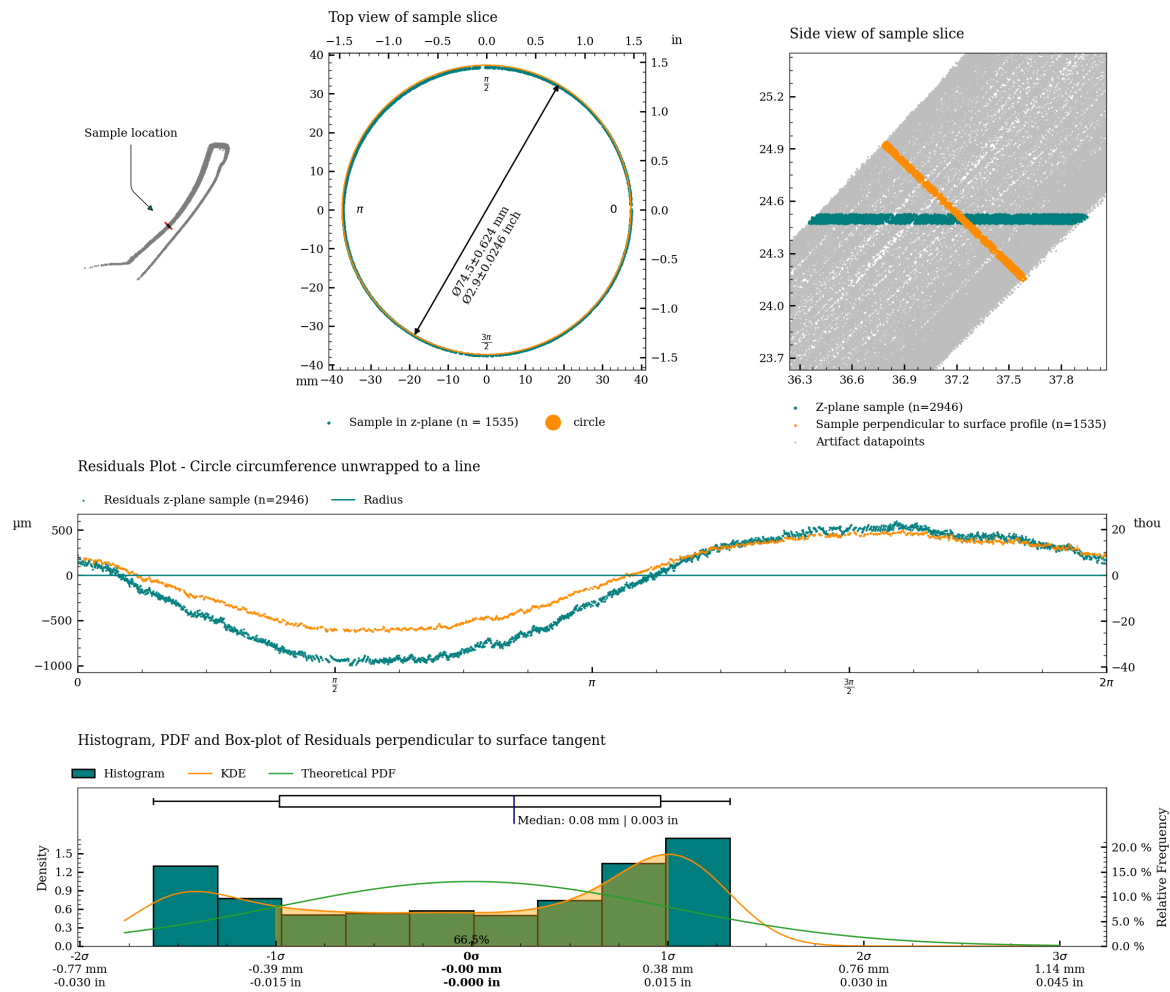 Top view of sample slice
−1.5 −1.0 −0.5 0.0 0.5 1.0 1.5 in
Side view of sample slice
Sample location
40
30
20
10
0
−10
−20
−30
−40
1.5
1.0
0.5
0.0
−0.5
−1.0
−1.5
π/2
π
0
3π/2
Ø74.5±0.624 mm
Ø2.9±0.0246 inch
mm −40 −30 −20 −10 0 10 20 30 40
Sample in z-plane (n = 1535) circle
25.2
24.9
24.6
24.3
24.0
23.7
36.3 36.6 36.9 37.2 37.5 37.8
Z-plane sample (n=2946)
Sample perpendicular to surface profile (n=1535)
Artifact datapoints
Residuals Plot - Circle circumference unwrapped to a line
Residuals z-plane sample (n=2946) Radius
µm
500
0
−500
−1000
thou
20
0
−20
−40
0 π/2 π 3π/2 2π
Histogram, PDF and Box-plot of Residuals perpendicular to surface tangent
Histogram KDE Theoretical PDF
Median: 0.08 mm | 0.003 in
Density
1.5
1.2
0.9
0.6
0.3
0.0
Relative Frequency
20.0 %
15.0 %
10.0 %
5.0 %
0.0 %
66.5%
-2σ -1σ 0σ 1σ 2σ 3σ
-0.77 mm -0.39 mm -0.00 mm 0.38 mm 0.76 mm 1.14 mm
-0.030 in -0.015 in -0.000 in 0.015 in 0.030 in 0.045 in